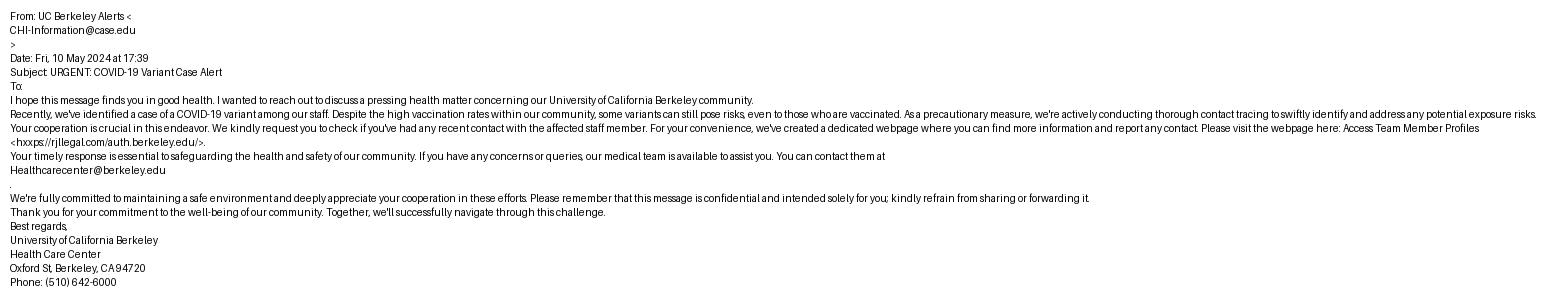 From: UC Berkeley Alerts <
CHI-Information@case.edu
>
Date: Fri, 10 May 2024 at 17:39
Subject: URGENT: COVID-19 Variant Case Alert
To:
I hope this message finds you in good health. I wanted to reach out to discuss a pressing health matter concerning our University of California Berkeley community.
Recently, we've identified a case of a COVID-19 variant among our staff. Despite the high vaccination rates within our community, some variants can still pose risks, even to those who are vaccinated. As a precautionary measure, we're actively conducting thorough contact tracing to swiftly identify and address any potential exposure risks.
Your cooperation is crucial in this endeavor. We kindly request you to check if you've had any recent contact with the affected staff member. For your convenience, we've created a dedicated webpage where you can find more information and report any contact. Please visit the webpage here: Access Team Member Profiles
<hxxps://rjllegal.com/auth.berkeley.edu/>.
Your timely response is essential to safeguarding the health and safety of our community. If you have any concerns or queries, our medical team is available to assist you. You can contact them at
Healthcarecenter@berkeley.edu
.
We're fully committed to maintaining a safe environment and deeply appreciate your cooperation in these efforts. Please remember that this message is confidential and intended solely for you; kindly refrain from sharing or forwarding it.
Thank you for your commitment to the well-being of our community. Together, we'll successfully navigate through this challenge.
Best regards,
University of California Berkeley
Health Care Center
Oxford St, Berkeley, CA 94720
Phone: (510) 642-6000